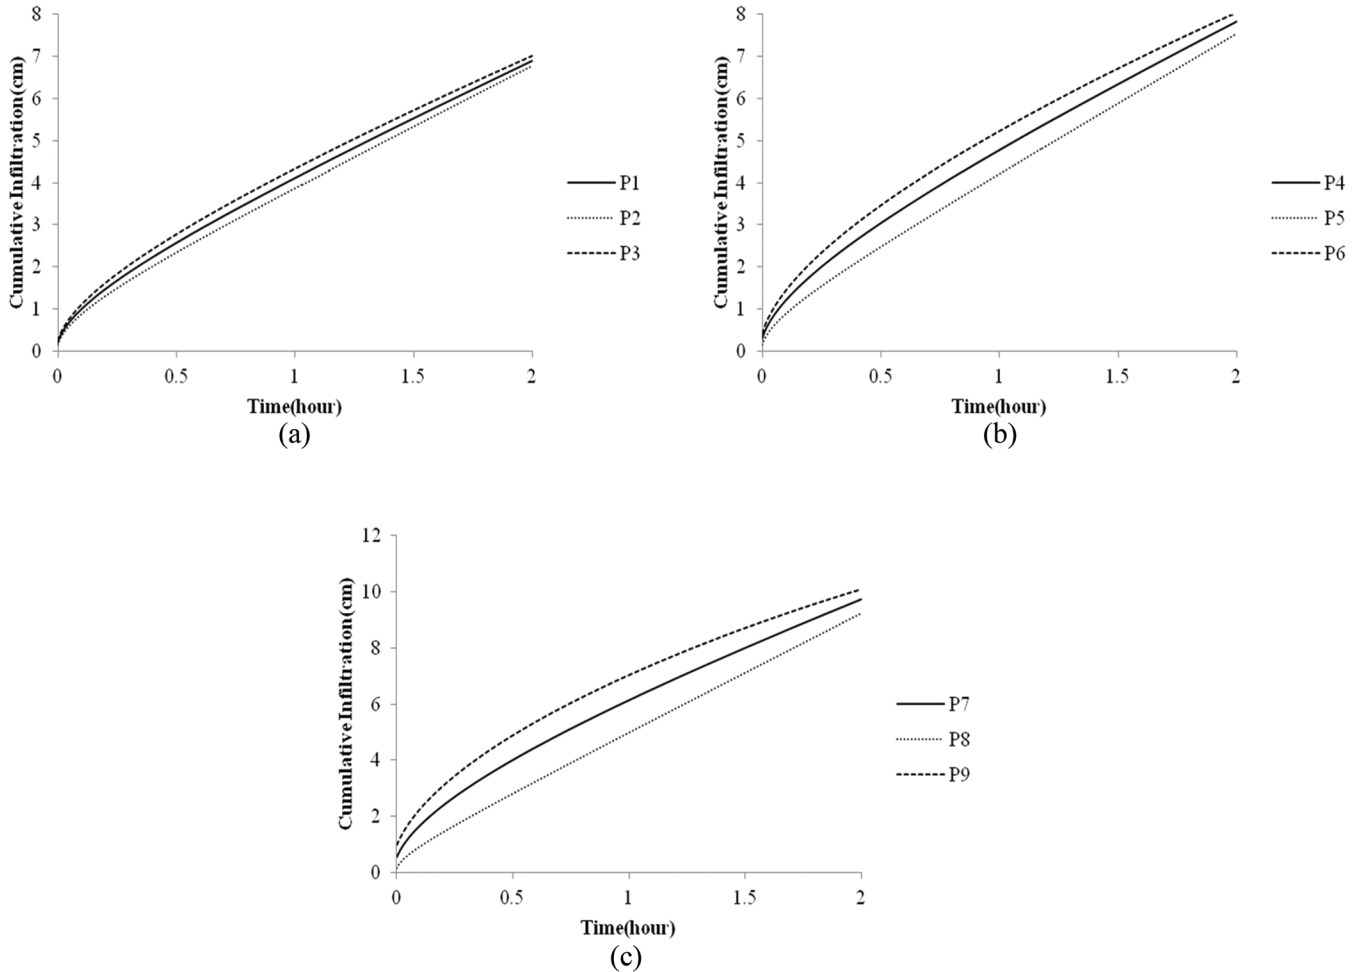 8
7
6
5
4
3
2
1
0
Cumulative Infiltration(cm)
0 0.5 1 1.5 2
Time(hour)
P1
P2
P3
(a)
8
7
6
5
4
3
2
1
0
Cumulative Infiltration(cm)
0 0.5 1 1.5 2
Time(hour)
P4
P5
P6
(b)
12
10
8
6
4
2
0
Cumulative Infiltration(cm)
0 0.5 1 1.5 2
Time(hour)
P7
P8
P9
(c)